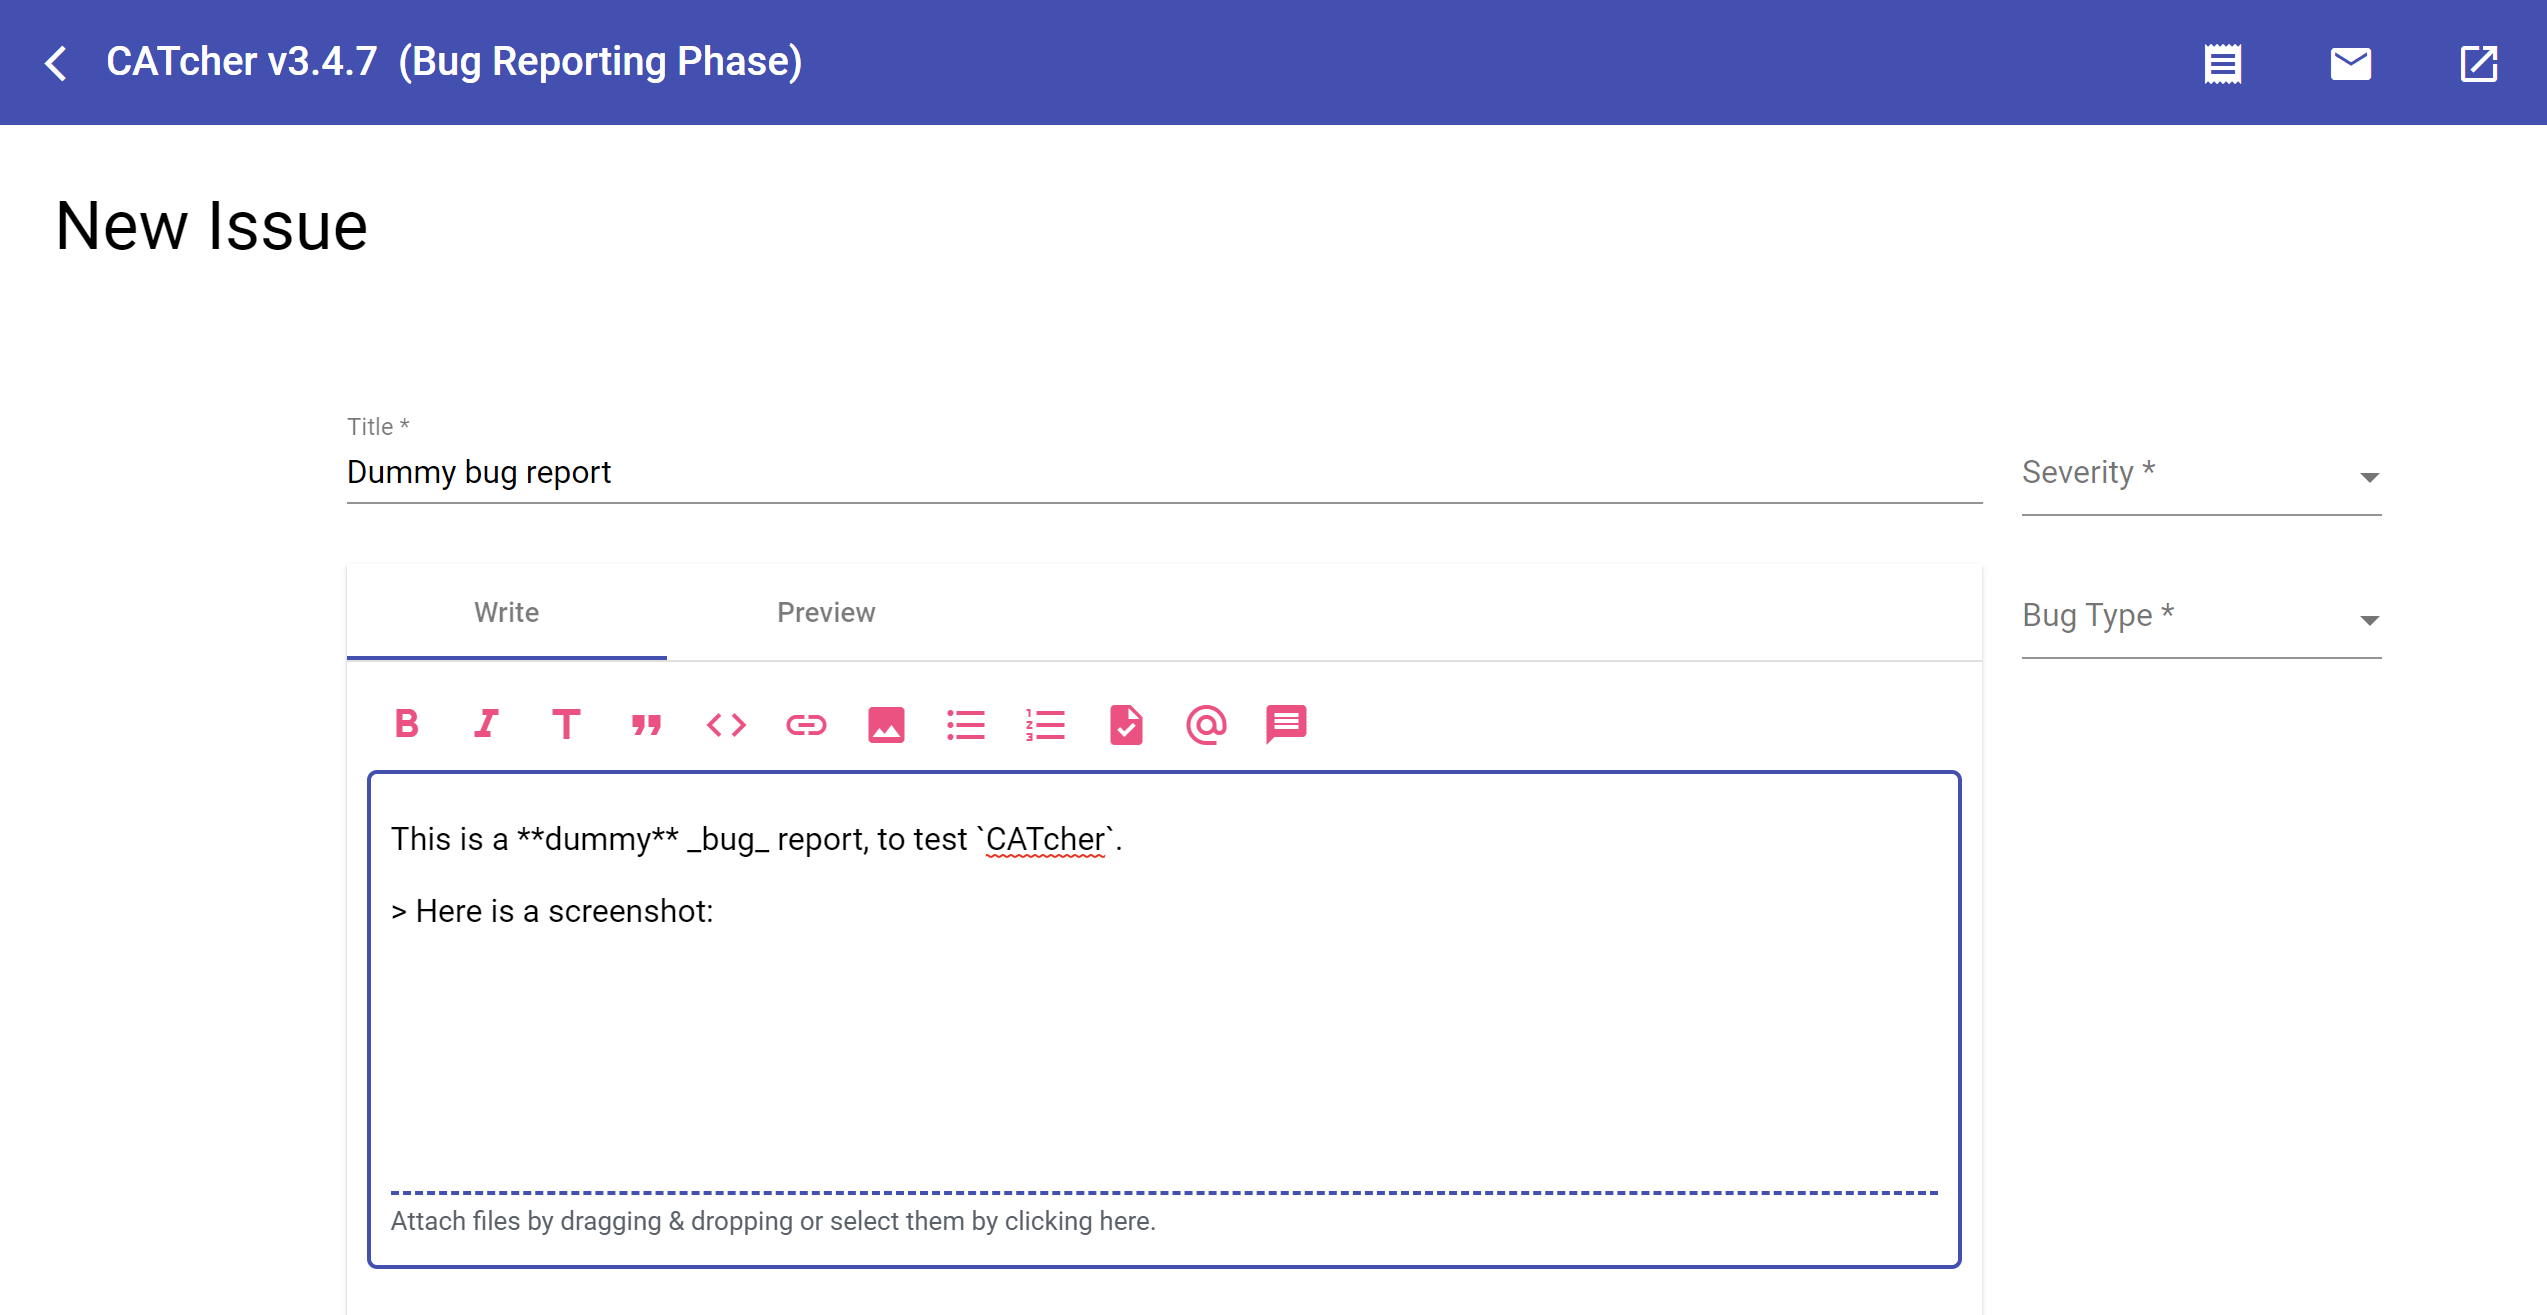 CATcher v3.4.7 (Bug Reporting Phase)
New Issue
Title *
Dummy bug report
Severity *
Write Preview
Bug Type *
This is a **dummy** _bug_ report, to test `CATcher`.
> Here is a screenshot:
Attach files by dragging & dropping or select them by clicking here.